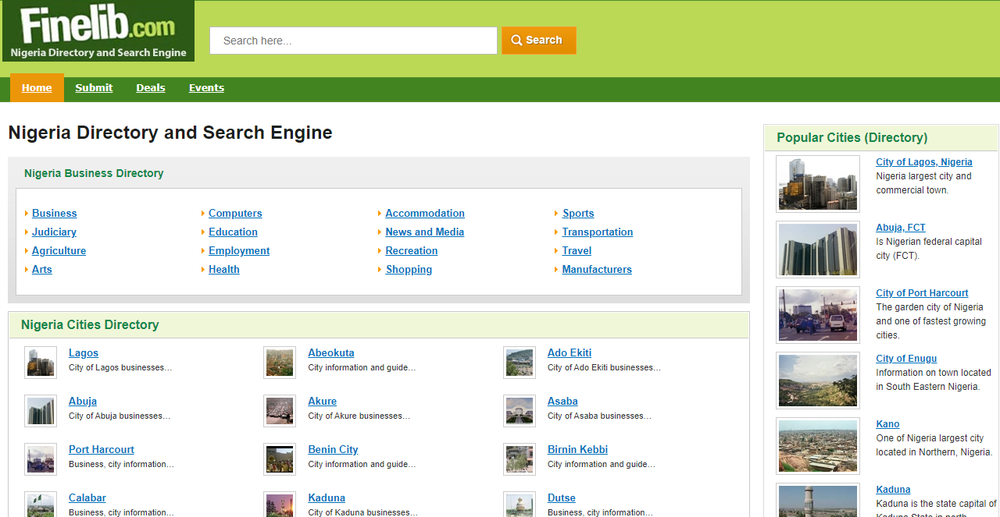 Finelib.com
Nigeria Directory and Search Engine
Search here...
Search
Home Submit Deals Events
Nigeria Directory and Search Engine
Nigeria Business Directory
Business Computers Accommodation Sports
Judiciary Education News and Media Transportation
Agriculture Employment Recreation Travel
Arts Health Shopping Manufacturers
Nigeria Cities Directory
Lagos Abeokuta Ado Ekiti
City of Lagos businesses... City information and guide... City of Ado Ekiti businesses...
Abuja Akure Asaba
City of Abuja businesses... City of Akure businesses... City of Asaba businesses...
Port Harcourt Benin City Birnin Kebbi
Business, city information... City information and guide... City information and guide...
Calabar Kaduna Dutse
Business, city information... City of Kaduna businesses... Business, city information...
Popular Cities (Directory)
City of Lagos, Nigeria
Nigeria largest city and
commercial town.
Abuja, FCT
Is Nigerian federal capital
city (FCT).
City of Port Harcourt
The garden city of Nigeria
and one of fastest growing
cities.
City of Enugu
Information on town located
in South Eastern Nigeria.
Kano
One of Nigeria largest city
located in Northern, Nigeria.
Kaduna
Kaduna is the state capital of
Kaduna State in north